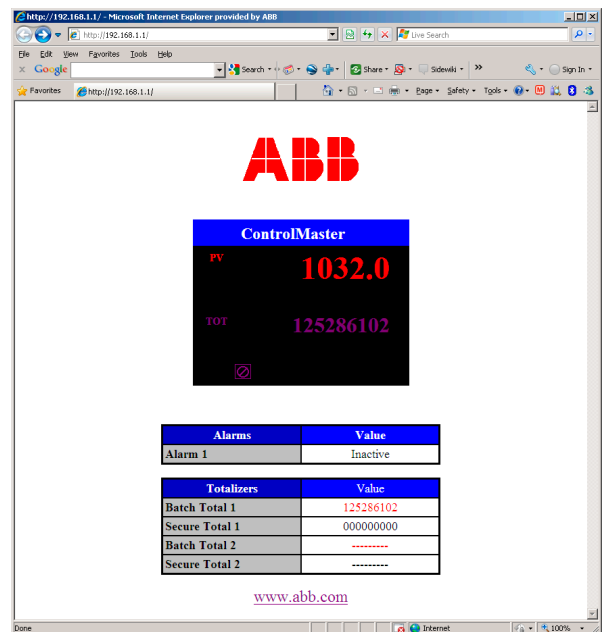 http://192.168.1.1/ - Microsoft Internet Explorer provided by ABB
http://192.168.1.1/ Live Search
File Edit View Favorites Tools Help
x Google Search Share Sidewiki >> Sign In
Favorites http://192.168.1.1/ Page Safety Tools
ABB
ControlMaster
PV 1032.0
TOT 125286102
Alarms Value
Alarm 1 Inactive
Totalizers Value
Batch Total 1 125286102
Secure Total 1 000000000
Batch Total 2 ---------
Secure Total 2 ---------
www.abb.com
Done Internet 100%